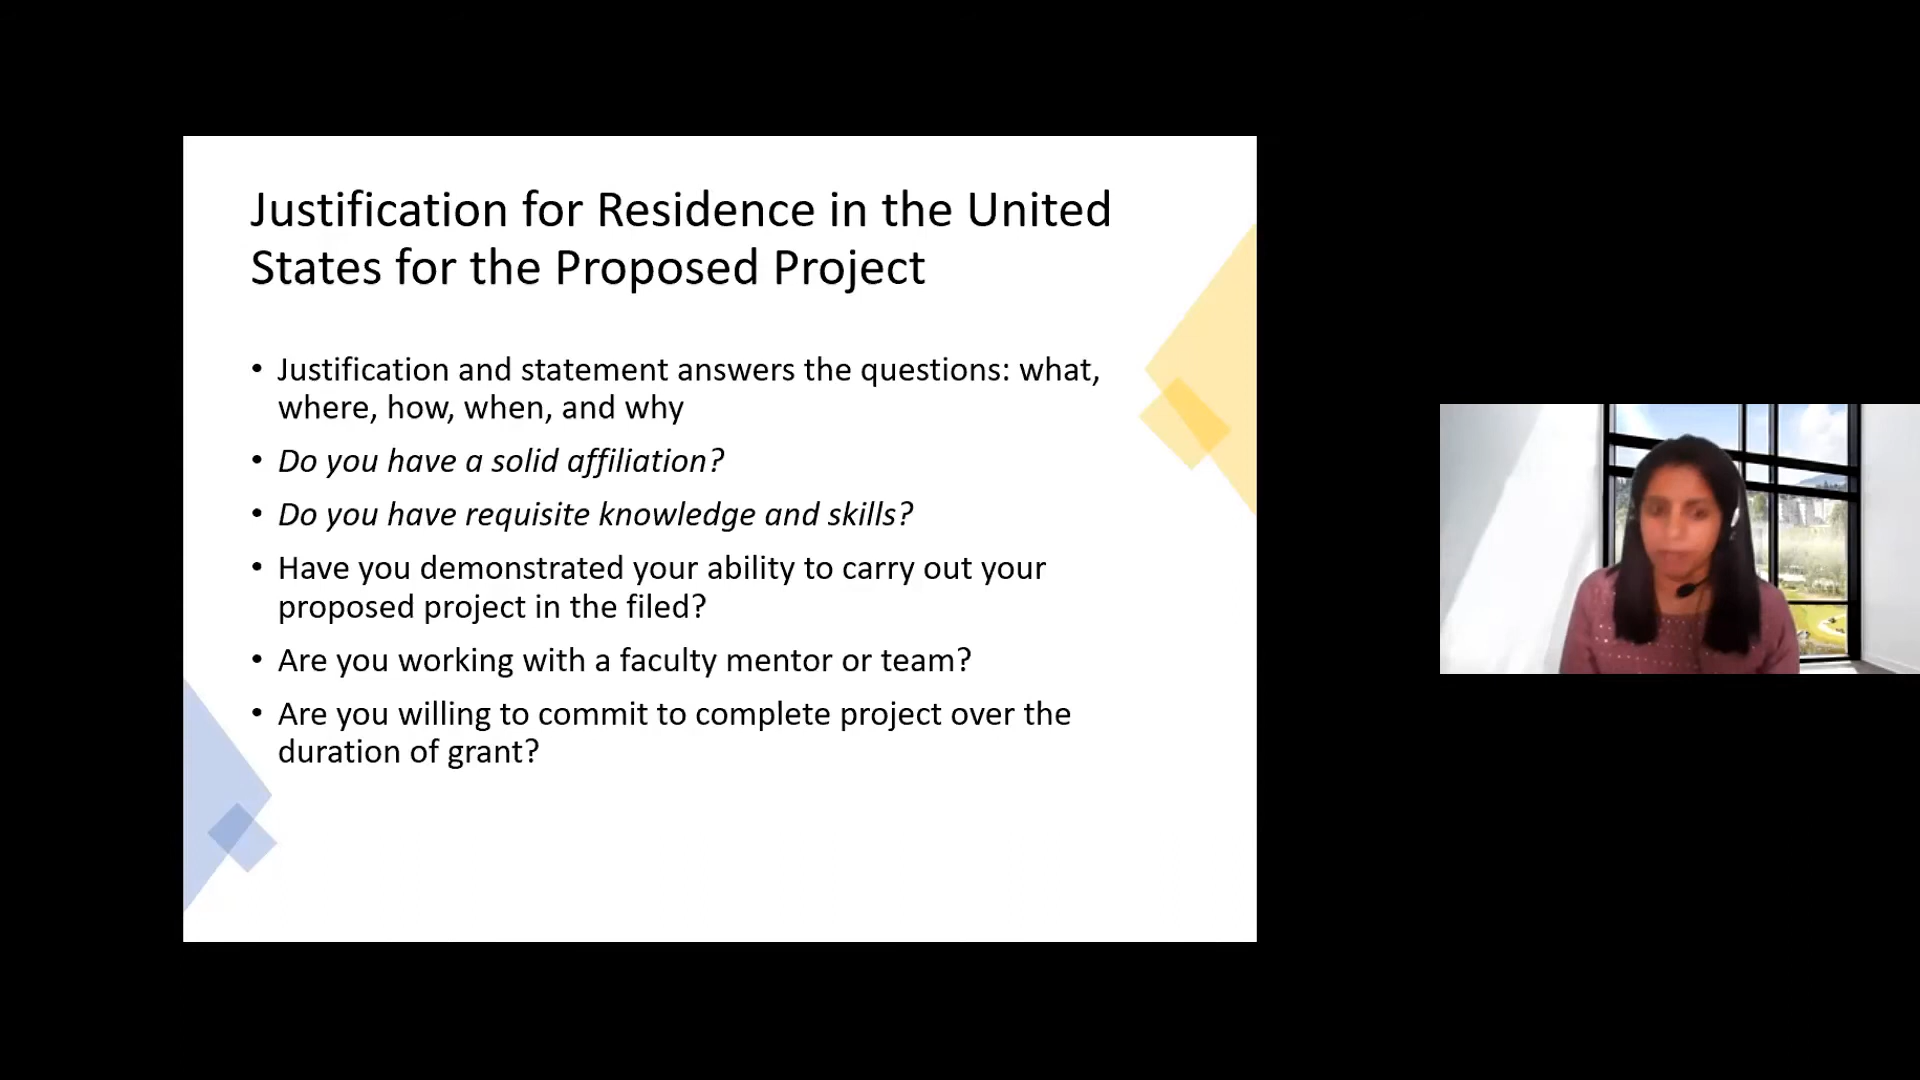 Justification for Residence in the United
States for the Proposed Project
• Justification and statement answers the questions: what,
where, how, when, and why
• Do you have a solid affiliation?
• Do you have requisite knowledge and skills?
• Have you demonstrated your ability to carry out your
proposed project in the filed?
• Are you working with a faculty mentor or team?
• Are you willing to commit to complete project over the
duration of grant?